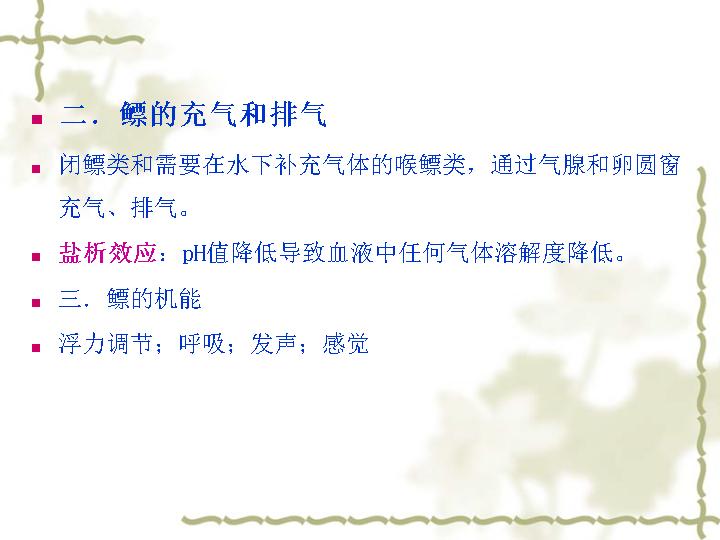 二．鳔的充气和排气
闭鳔类和需要在水下补充气体的喉鳔类，通过气腺和卵圆窗
充气、排气。
盐析效应：pH值降低导致血液中任何气体溶解度降低。
三．鳔的机能
浮力调节；呼吸；发声；感觉